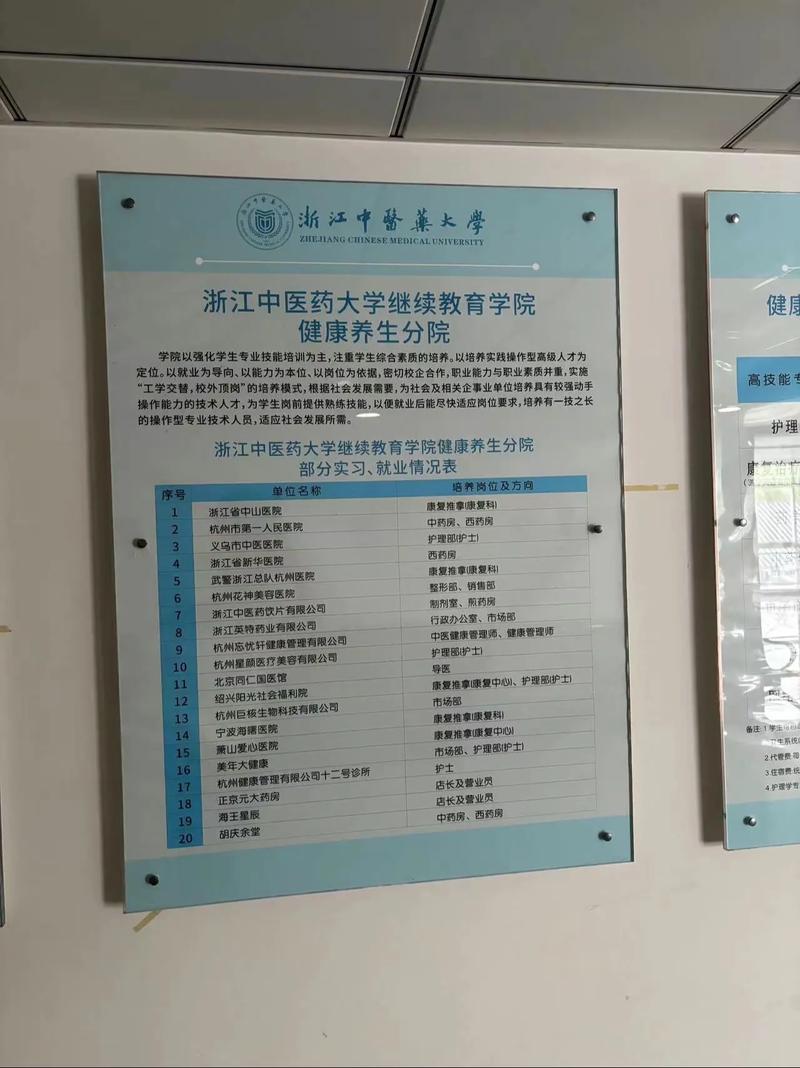 浙江中醫藥大學
ZHEJIANG CHINESE MEDICAL UNIVERSITY
浙江中医药大学继续教育学院
健康养生分院
学院以强化学生专业技能培训为主，注重学生综合素质的培养。以培养实践操作型高级人才为
定位。以就业为导向、以能力为本位、以岗位为依据，密切校企合作，职业能力与职业素质并重，实施
“工学交替，校外顶岗”的培养模式，根据社会发展需要，为社会及相关企事业单位培养具有较强动手
操作能力的技术人才，为学生岗前提供熟练技能，以便就业后能尽快适应岗位要求，培养有一技之长
的操作型专业技术人员，适应社会发展所需。
浙江中医药大学继续教育学院健康养生分院
部分实习、就业情况表
序号 单位名称 培养岗位及方向
1 浙江省中山医院 康复推拿(康复科)
2 杭州市第一人民医院 中药房、西药房
3 义乌市中医医院 护理部(护士)
4 浙江省新华医院 西药房
5 武警浙江总队杭州医院 康复推拿(康复科)
6 杭州花神美容医院 整形部、销售部
7 浙江中医药饮片有限公司 制剂室、煎药房
8 浙江英特药业有限公司 行政办公室、市场部
9 杭州忘忧轩健康管理有限公司 中医健康管理师、健康管理师
10 杭州星颜医疗美容有限公司 护理部(护士)
11 北京同仁国医馆 导医
12 绍兴阳光社会福利院 康复推拿(康复中心)、护理部(护士)
13 杭州巨核生物科技有限公司 市场部
14 宁波海曙医院 康复推拿(康复科)
15 萧山爱心医院 康复推拿(康复中心)
16 美年大健康 市场部、护理部(护士)
17 杭州健康管理有限公司十二号诊所 护士
18 正京元大药房 店长及营业员
19 海王星辰 店长及营业员
20 胡庆余堂 中药房、西药房
健康
高技能专
护理
康复治疗
备注:1.学生
卫生系统
2.代管费:
3.住宿费:统
4.护理学专